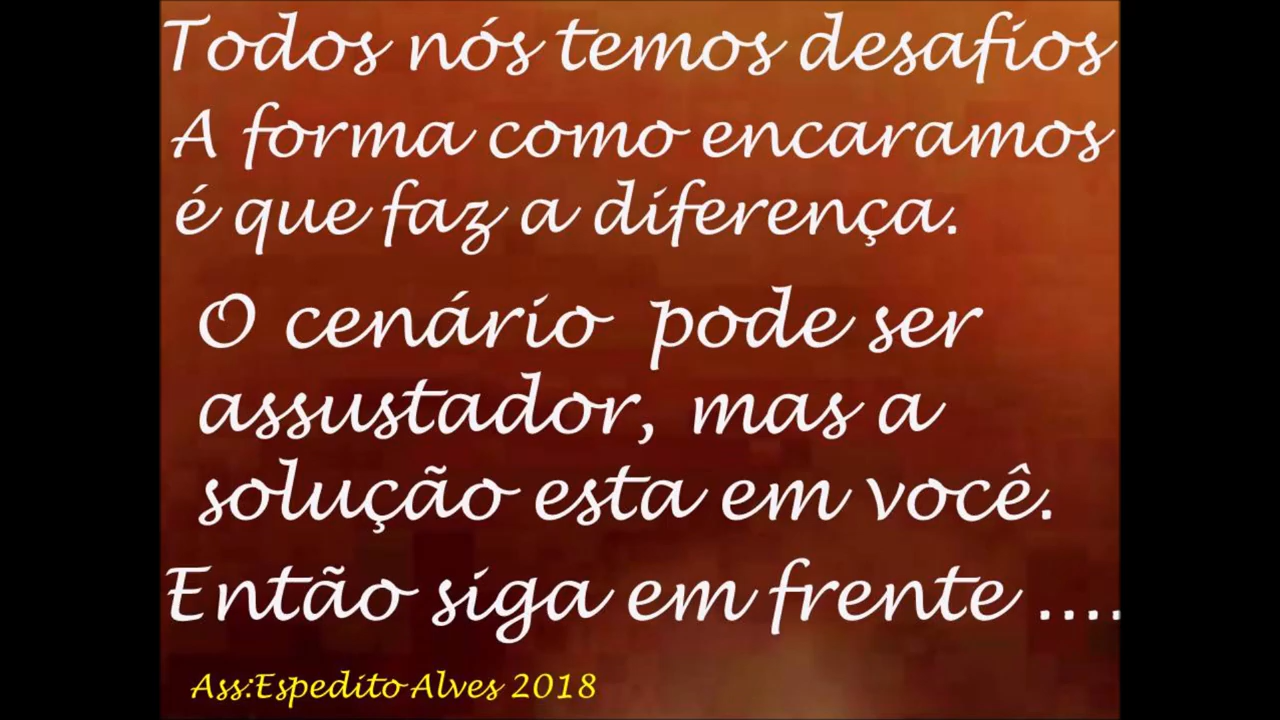 Todos nós temos desafios
A forma como encaramos
é que faz a diferença.
O cenário pode ser
assustador, mas a
solução esta em você.
Então siga em frente ....
Ass:Espedito Alves 2018